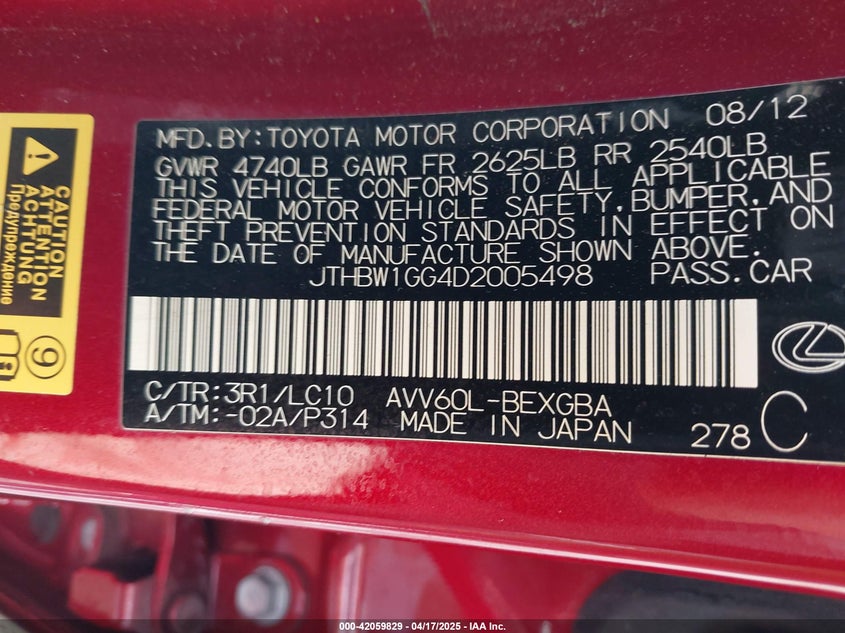 MFD.BY:TOYOTA MOTOR CORPORATION 08/12
GVWR 4740LB GAWR FR 2625LB RR 2540LB
THIS VEHICLE CONFORMS TO ALL APPLICABLE
FEDERAL MOTOR VEHICLE SAFETY,BUMPER,AND
THEFT PREVENTION STANDARDS IN EFFECT ON
THE DATE OF MANUFACTURE SHOWN ABOVE.
JTHBW1GG4D2005498 PASS.CAR
C/TR:3R1/LC10 AVV60L-BEXGBA
A/TM:-02A/P314 MADE IN JAPAN 278 C
CAUTION
ATTENTION
ACHTUNG
Предупреждение
9
000-42059829 - 04/17/2025 - IAA Inc.